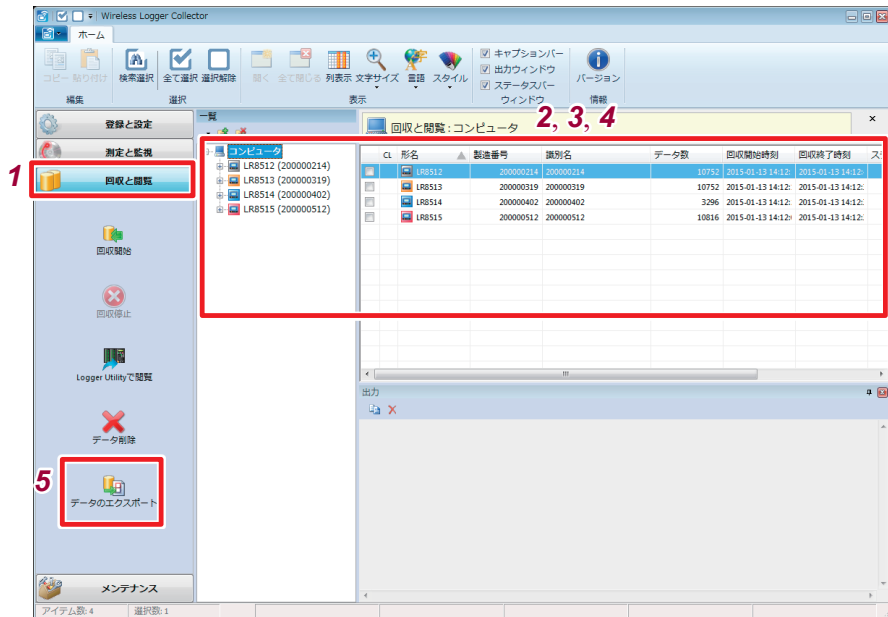 Wireless Logger Collector
ホーム
コピー 貼り付け 検索選択 全て選択 選択解除 開く 全て閉じる 列表示 文字サイズ 言語 スタイル バージョン
キャプションバー
出力ウィンドウ
ステータスバー
編集 選択 表示 ウィンドウ 情報
登録と設定
測定と監視
1
回収と閲覧
回収開始
回収停止
Logger Utilityで閲覧
データ削除
5
データのエクスポート
メンテナンス
一覧
コンピュータ
LR8512 (200000214)
LR8513 (200000319)
LR8514 (200000402)
LR8515 (200000512)
回収と閲覧 : コンピュータ
2, 3, 4
CL 形名 製造番号 識別名 データ数 回収開始時刻 回収終了時刻
LR8512 200000214 200000214 10752 2015-01-13 14:12: 2015-01-13 14:12:
LR8513 200000319 200000319 10752 2015-01-13 14:12: 2015-01-13 14:12:
LR8514 200000402 200000402 3296 2015-01-13 14:12: 2015-01-13 14:12:
LR8515 200000512 200000512 10816 2015-01-13 14:12: 2015-01-13 14:12:
出力
アイテム数: 4 選択数: 1